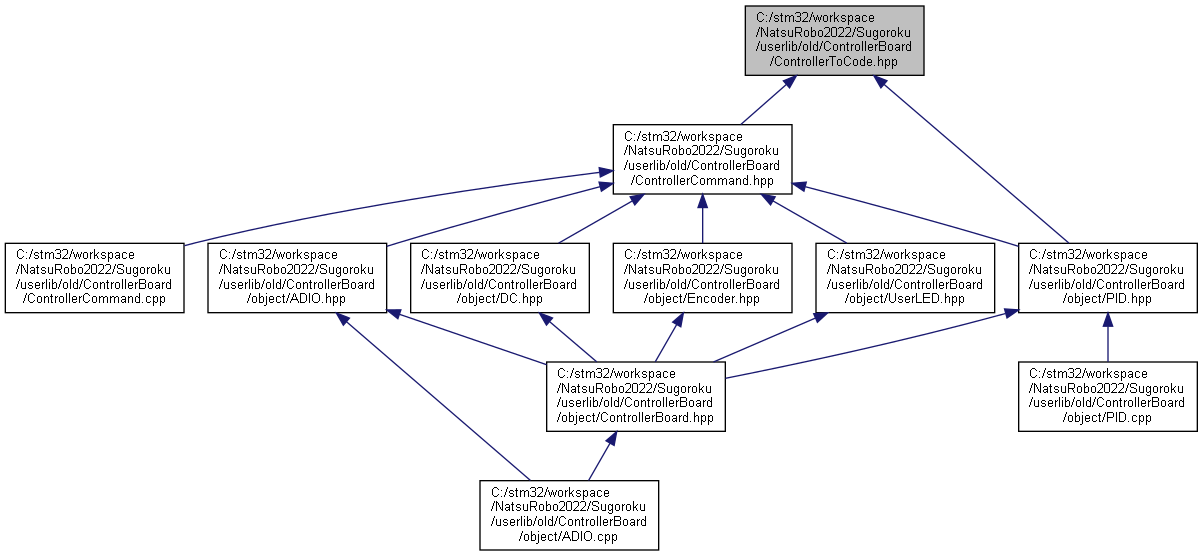 C:/stm32/workspace
/NatsuRobo2022/Sugoroku
/userlib/old/ControllerBoard
/ControllerToCode.hpp
C:/stm32/workspace
/NatsuRobo2022/Sugoroku
/userlib/old/ControllerBoard
/ControllerCommand.hpp
C:/stm32/workspace
/NatsuRobo2022/Sugoroku
/userlib/old/ControllerBoard
/ControllerCommand.cpp
C:/stm32/workspace
/NatsuRobo2022/Sugoroku
/userlib/old/ControllerBoard
/object/ADIO.hpp
C:/stm32/workspace
/NatsuRobo2022/Sugoroku
/userlib/old/ControllerBoard
/object/DC.hpp
C:/stm32/workspace
/NatsuRobo2022/Sugoroku
/userlib/old/ControllerBoard
/object/Encoder.hpp
C:/stm32/workspace
/NatsuRobo2022/Sugoroku
/userlib/old/ControllerBoard
/object/UserLED.hpp
C:/stm32/workspace
/NatsuRobo2022/Sugoroku
/userlib/old/ControllerBoard
/object/PID.hpp
C:/stm32/workspace
/NatsuRobo2022/Sugoroku
/userlib/old/ControllerBoard
/object/ControllerBoard.hpp
C:/stm32/workspace
/NatsuRobo2022/Sugoroku
/userlib/old/ControllerBoard
/object/PID.cpp
C:/stm32/workspace
/NatsuRobo2022/Sugoroku
/userlib/old/ControllerBoard
/object/ADIO.cpp